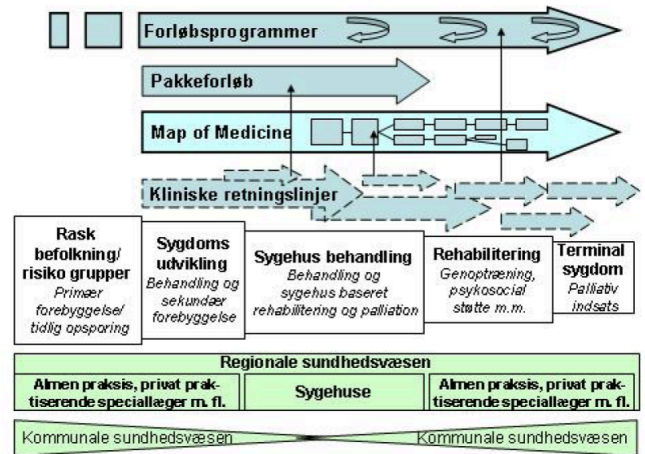 Forløbsprogrammer
Pakkeforløb
Map of Medicine
Kliniske retningslinjer
Rask
befolkning/
risiko grupper
Primær
forebyggelse/
tidlig opsporing
Sygdoms
udvikling
Behandling og
sekundær
forebyggelse
Sygehus behandling
Behandling og
sygehus baseret
rehabilitering og palliation
Rehabilitering
Genoptræning,
psykosocial
støtte m.m.
Terminal
sygdom
Palliativ
indsats
Regionale sundhedsvæsen
Almen praksis, privat prak-
tiserende speciallæger m. fl.
Sygehuse
Almen praksis, privat prak-
tiserende speciallæger m. fl.
Kommunale sundhedsvæsen
Kommunale sundhedsvæsen